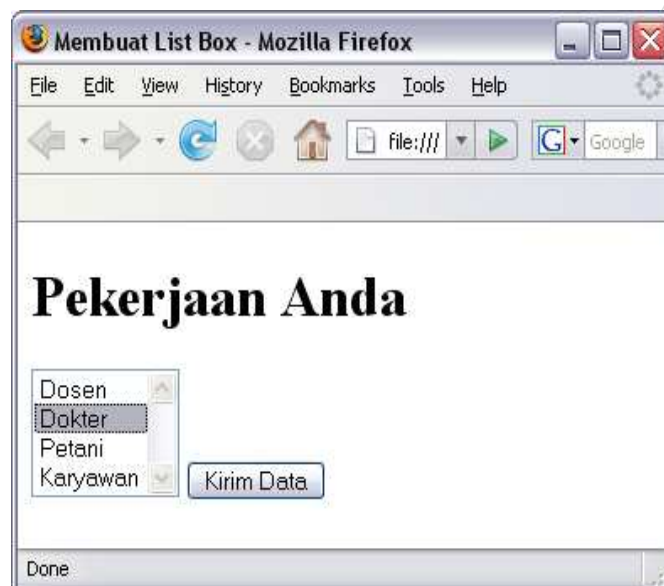 Membuat List Box - Mozilla Firefox
File Edit View History Bookmarks Tools Help
file:/// G Google
Pekerjaan Anda
Dosen
Dokter
Petani
Karyawan
Kirim Data
Done